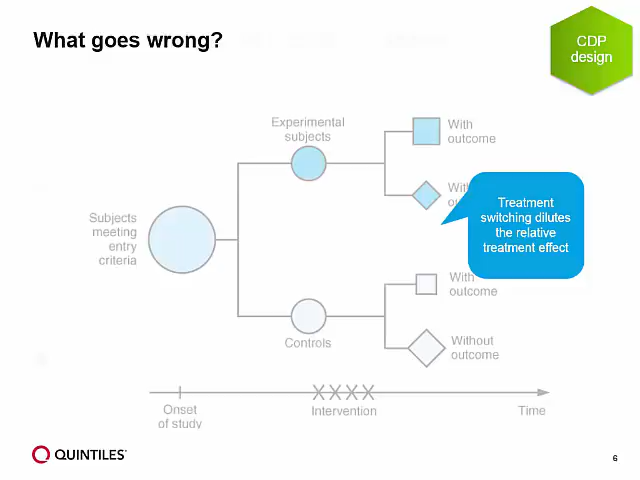 What goes wrong?
CDP
design
Experimental
subjects
With
outcome
Treatment
switching dilutes
the relative
treatment effect
Subjects
meeting
entry
criteria
With
outcome
Controls
Without
outcome
Onset
of study
Intervention
Time
QUINTILES
6